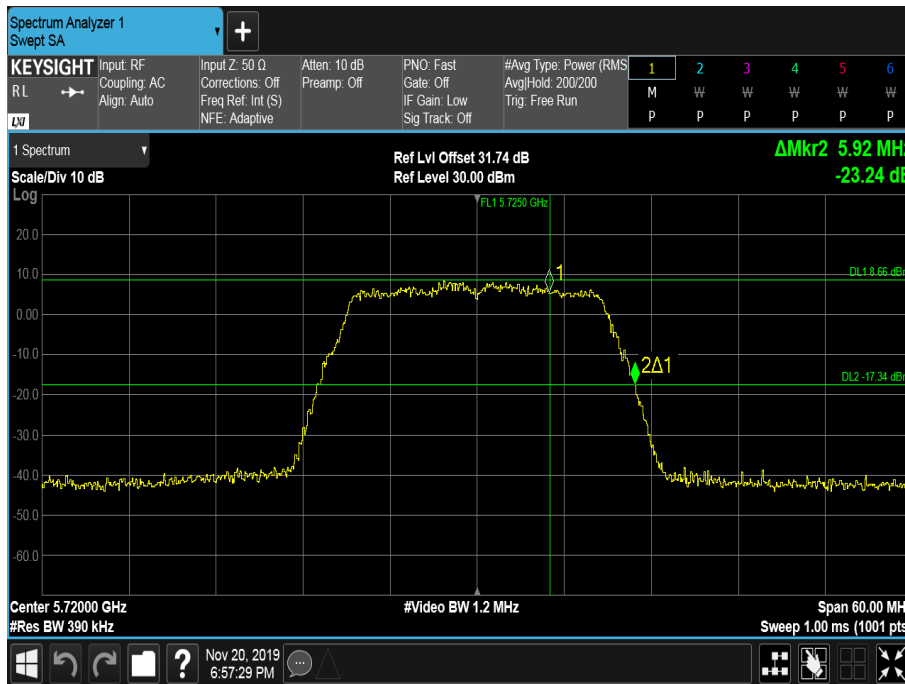 Spectrum Analyzer 1
Swept SA
KEYSIGHT
RL
LXI
Input: RF
Coupling: AC
Align: Auto
Input Z: 50 Ω
Corrections: Off
Freq Ref: Int (S)
NFE: Adaptive
Atten: 10 dB
Preamp: Off
PNO: Fast
Gate: Off
IF Gain: Low
Sig Track: Off
#Avg Type: Power (RMS
Avg|Hold: 200/200
Trig: Free Run
1 2 3 4 5 6
M W W W W W
P P P P P P
1 Spectrum
Scale/Div 10 dB
Ref Lvl Offset 31.74 dB
Ref Level 30.00 dBm
ΔMkr2 5.92 MH
-23.24 dB
Log
FL1 5.7250 GHz
20.0
10.0
1
DL1 8.66 dBm
0.00
-10.0
2Δ1
DL2 -17.34 dBm
-20.0
-30.0
-40.0
-50.0
-60.0
Center 5.72000 GHz
#Video BW 1.2 MHz
Span 60.00 MH
#Res BW 390 kHz
Sweep 1.00 ms (1001 pts
?
Nov 20, 2019
6:57:29 PM